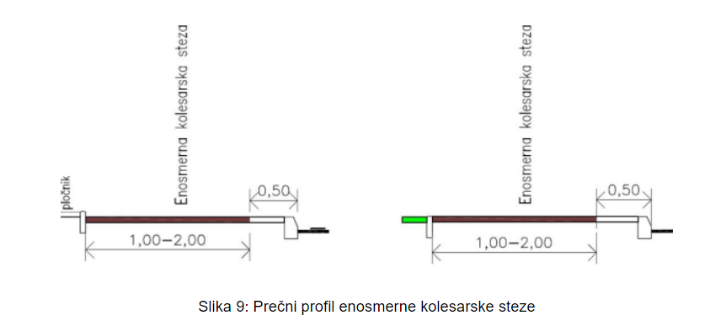 Enosmerna kolesarska steza
pločnik
0,50
1,00–2,00
Enosmerna kolesarska steza
0,50
1,00–2,00
Slika 9: Prečni profil enosmerne kolesarske steze